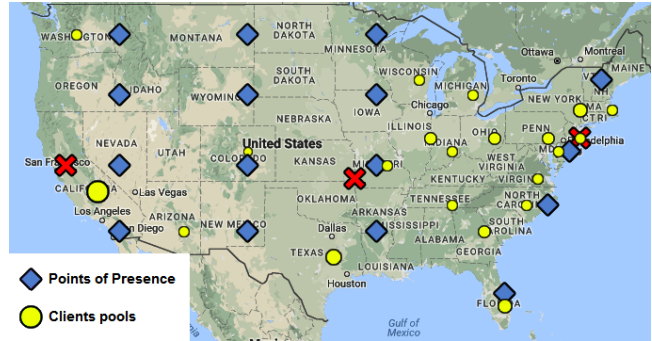 WASHINGTON
MONTANA
NORTH
DAKOTA
MINNESOTA
Ottawa
Montreal
MAINE
OREGON
IDAHO
WYOMING
SOUTH
DAKOTA
WISCONSIN
MICHIGAN
Toronto
NEW YORK
NH
Chicago
IOWA
NEBRASKA
ILLINOIS
INDIANA
OHIO
PENN
NEVADA
UTAH
COLORADO
United States
KANSAS
MISSOURI
WEST
VIRGINIA
Philadelphia
San Francisco
CALIFORNIA
Las Vegas
KENTUCKY
VIRGINIA
Los Angeles
ARIZONA
NEW MEXICO
OKLAHOMA
ARKANSAS
TENNESSEE
NORTH
CAROLINA
San Diego
Dallas
MISSISSIPPI
ALABAMA
SOUTH
CAROLINA
TEXAS
LOUISIANA
GEORGIA
Houston
FLORIDA
Gulf of
Mexico
Points of Presence
Clients pools